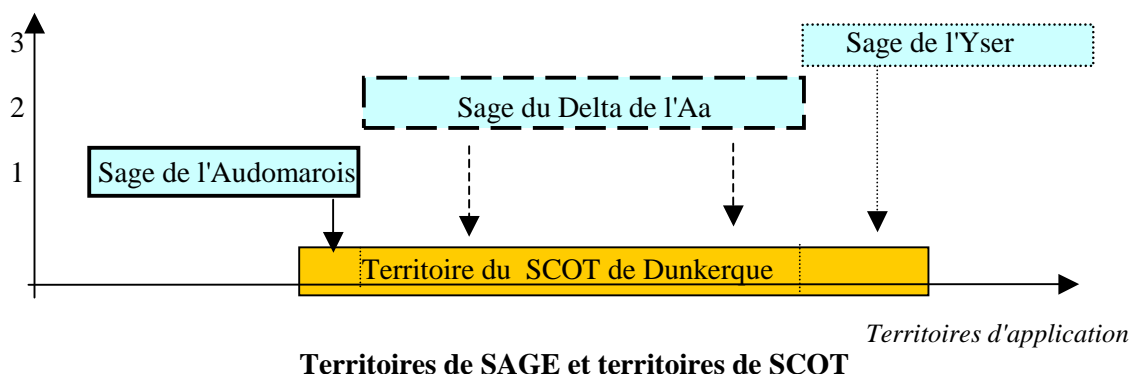 3
Sage de l'Yser
2
Sage du Delta de l'Aa
1
Sage de l'Audomarois
Territoire du SCOT de Dunkerque
Territoires d'application
Territoires de SAGE et territoires de SCOT